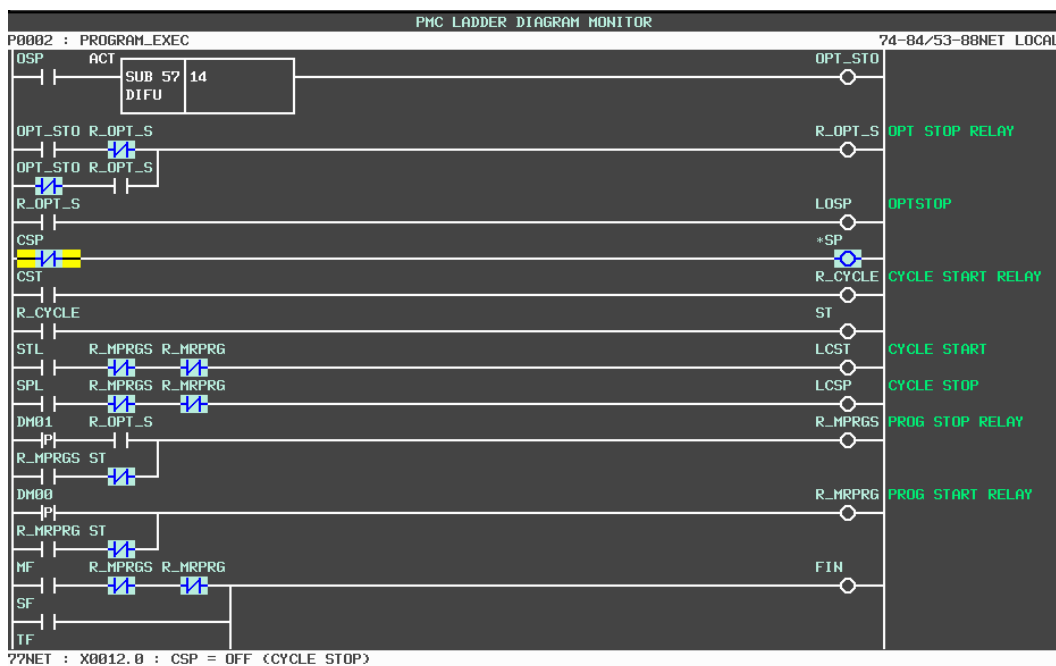 PMC LADDER DIAGRAM MONITOR
P0002 : PROGRAM_EXEC 74-84/53-88NET LOCAL
OSP ACT OPT_STO
SUB 57 14
DIFU
OPT_STO R_OPT_S R_OPT_S OPT STOP RELAY
OPT_STO R_OPT_S
R_OPT_S LOSP OPTSTOP
CSP *SP
CST R_CYCLE CYCLE START RELAY
R_CYCLE ST
STL R_MPRGS R_MRPRG LCST CYCLE START
SPL R_MPRGS R_MRPRG LCSP CYCLE STOP
DM01 R_OPT_S R_MPRGS PROG STOP RELAY
P
R_MPRGS ST
DM00 R_MRPRG PROG START RELAY
P
R_MRPRG ST
MF R_MPRGS R_MRPRG FIN
SF
TF
77NET : X0012.0 : CSP = OFF (CYCLE STOP)